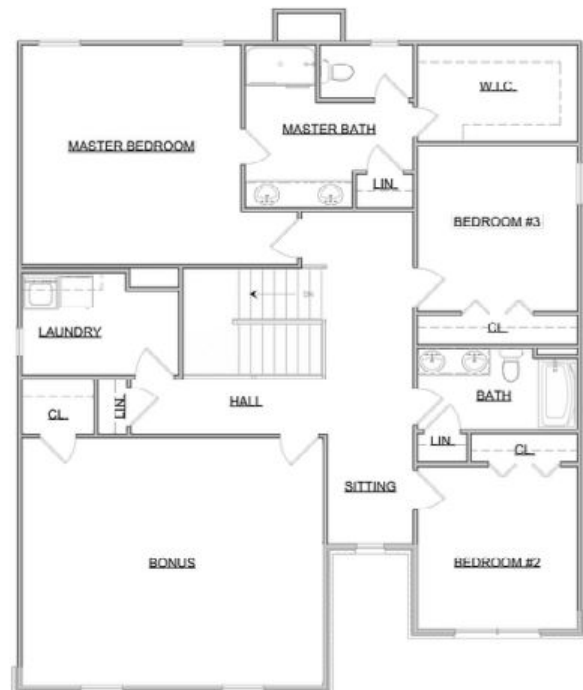 W.I.C.
MASTER BATH
MASTER BEDROOM
LIN.
BEDROOM #3
DN
LAUNDRY
CL.
BATH
HALL
LIN.
CL.
LIN.
CL.
SITTING
BONUS
BEDROOM #2